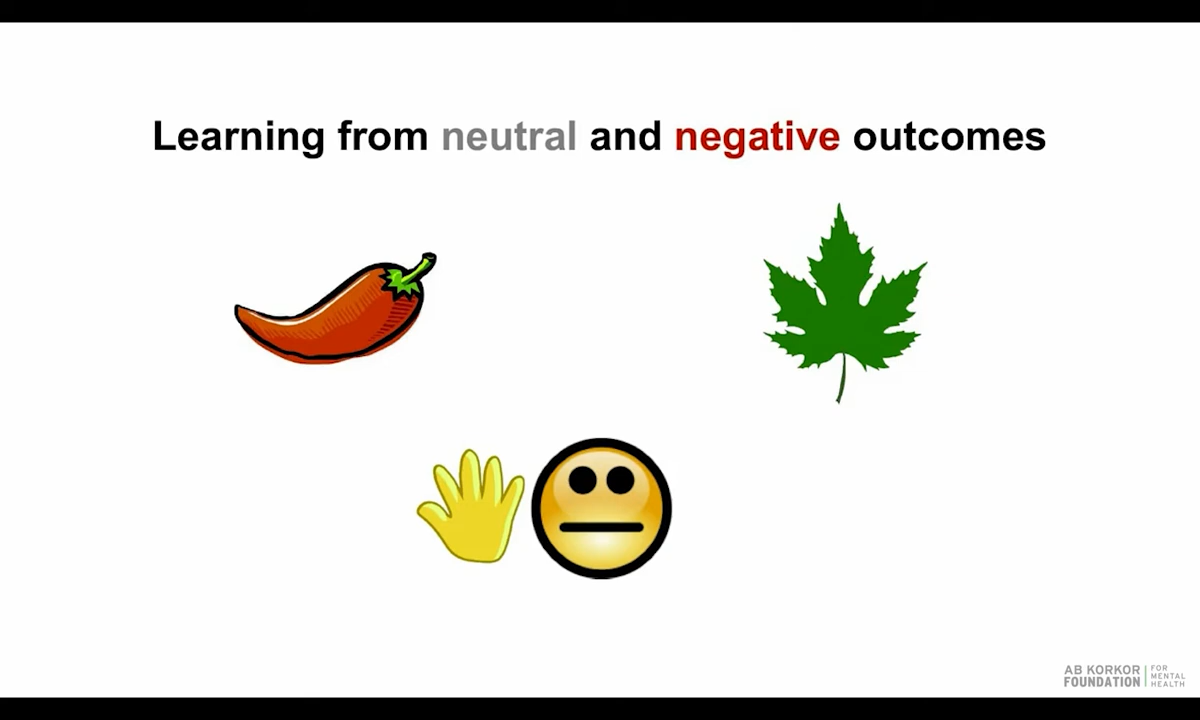 Learning from neutral and negative outcomes
AB KORKOR
FOUNDATION
FOR
MENTAL
HEALTH